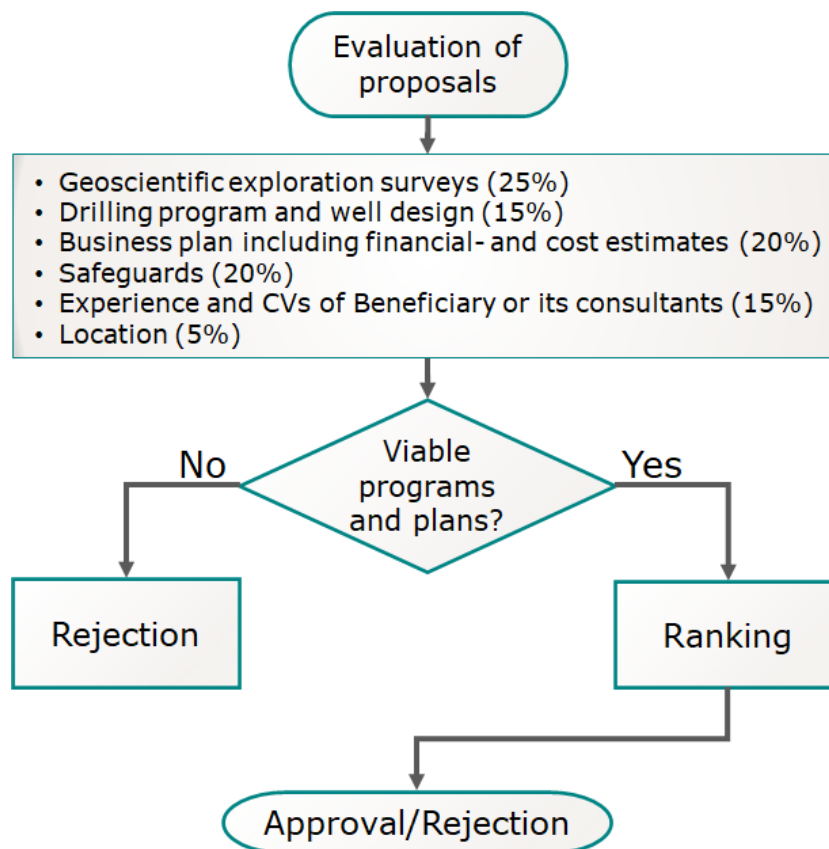 Evaluation of
proposals
• Geoscientific exploration surveys (25%)
• Drilling program and well design (15%)
• Business plan including financial- and cost estimates (20%)
• Safeguards (20%)
• Experience and CVs of Beneficiary or its consultants (15%)
• Location (5%)
No
Viable
programs
and plans?
Yes
Rejection
Ranking
Approval/Rejection